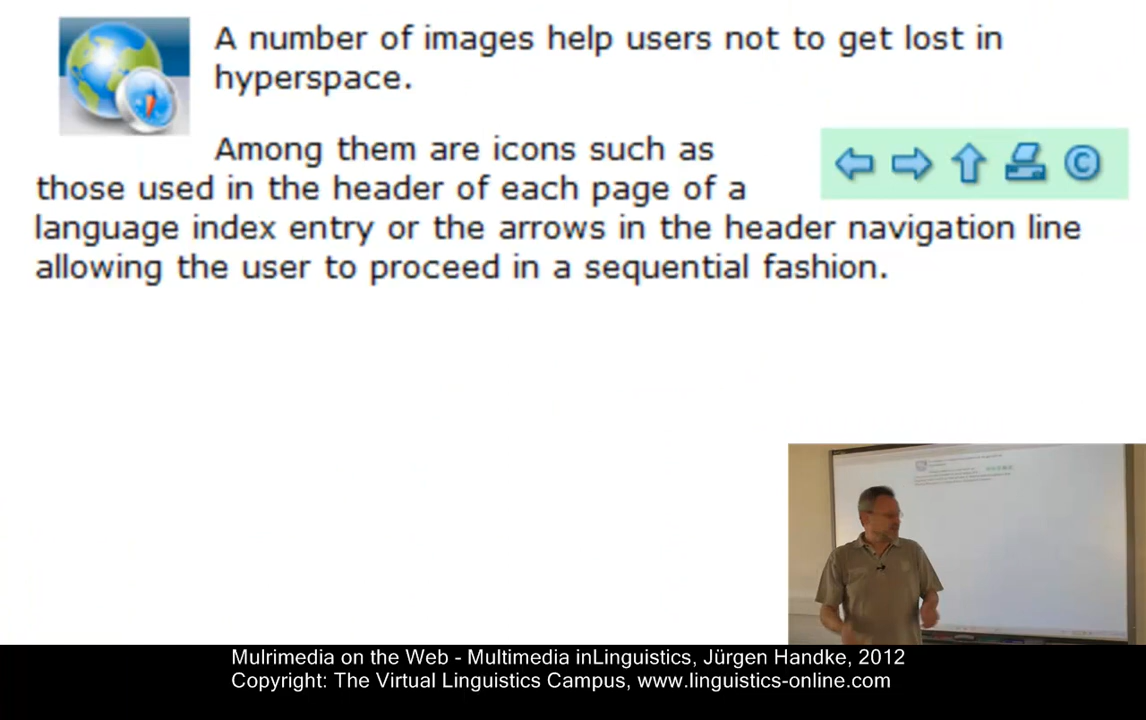 A number of images help users not to get lost in
hyperspace.
Among them are icons such as
those used in the header of each page of a
language index entry or the arrows in the header navigation line
allowing the user to proceed in a sequential fashion.
©
Mulrimedia on the Web - Multimedia inLinguistics, Jürgen Handke, 2012
Copyright: The Virtual Linguistics Campus, www.linguistics-online.com